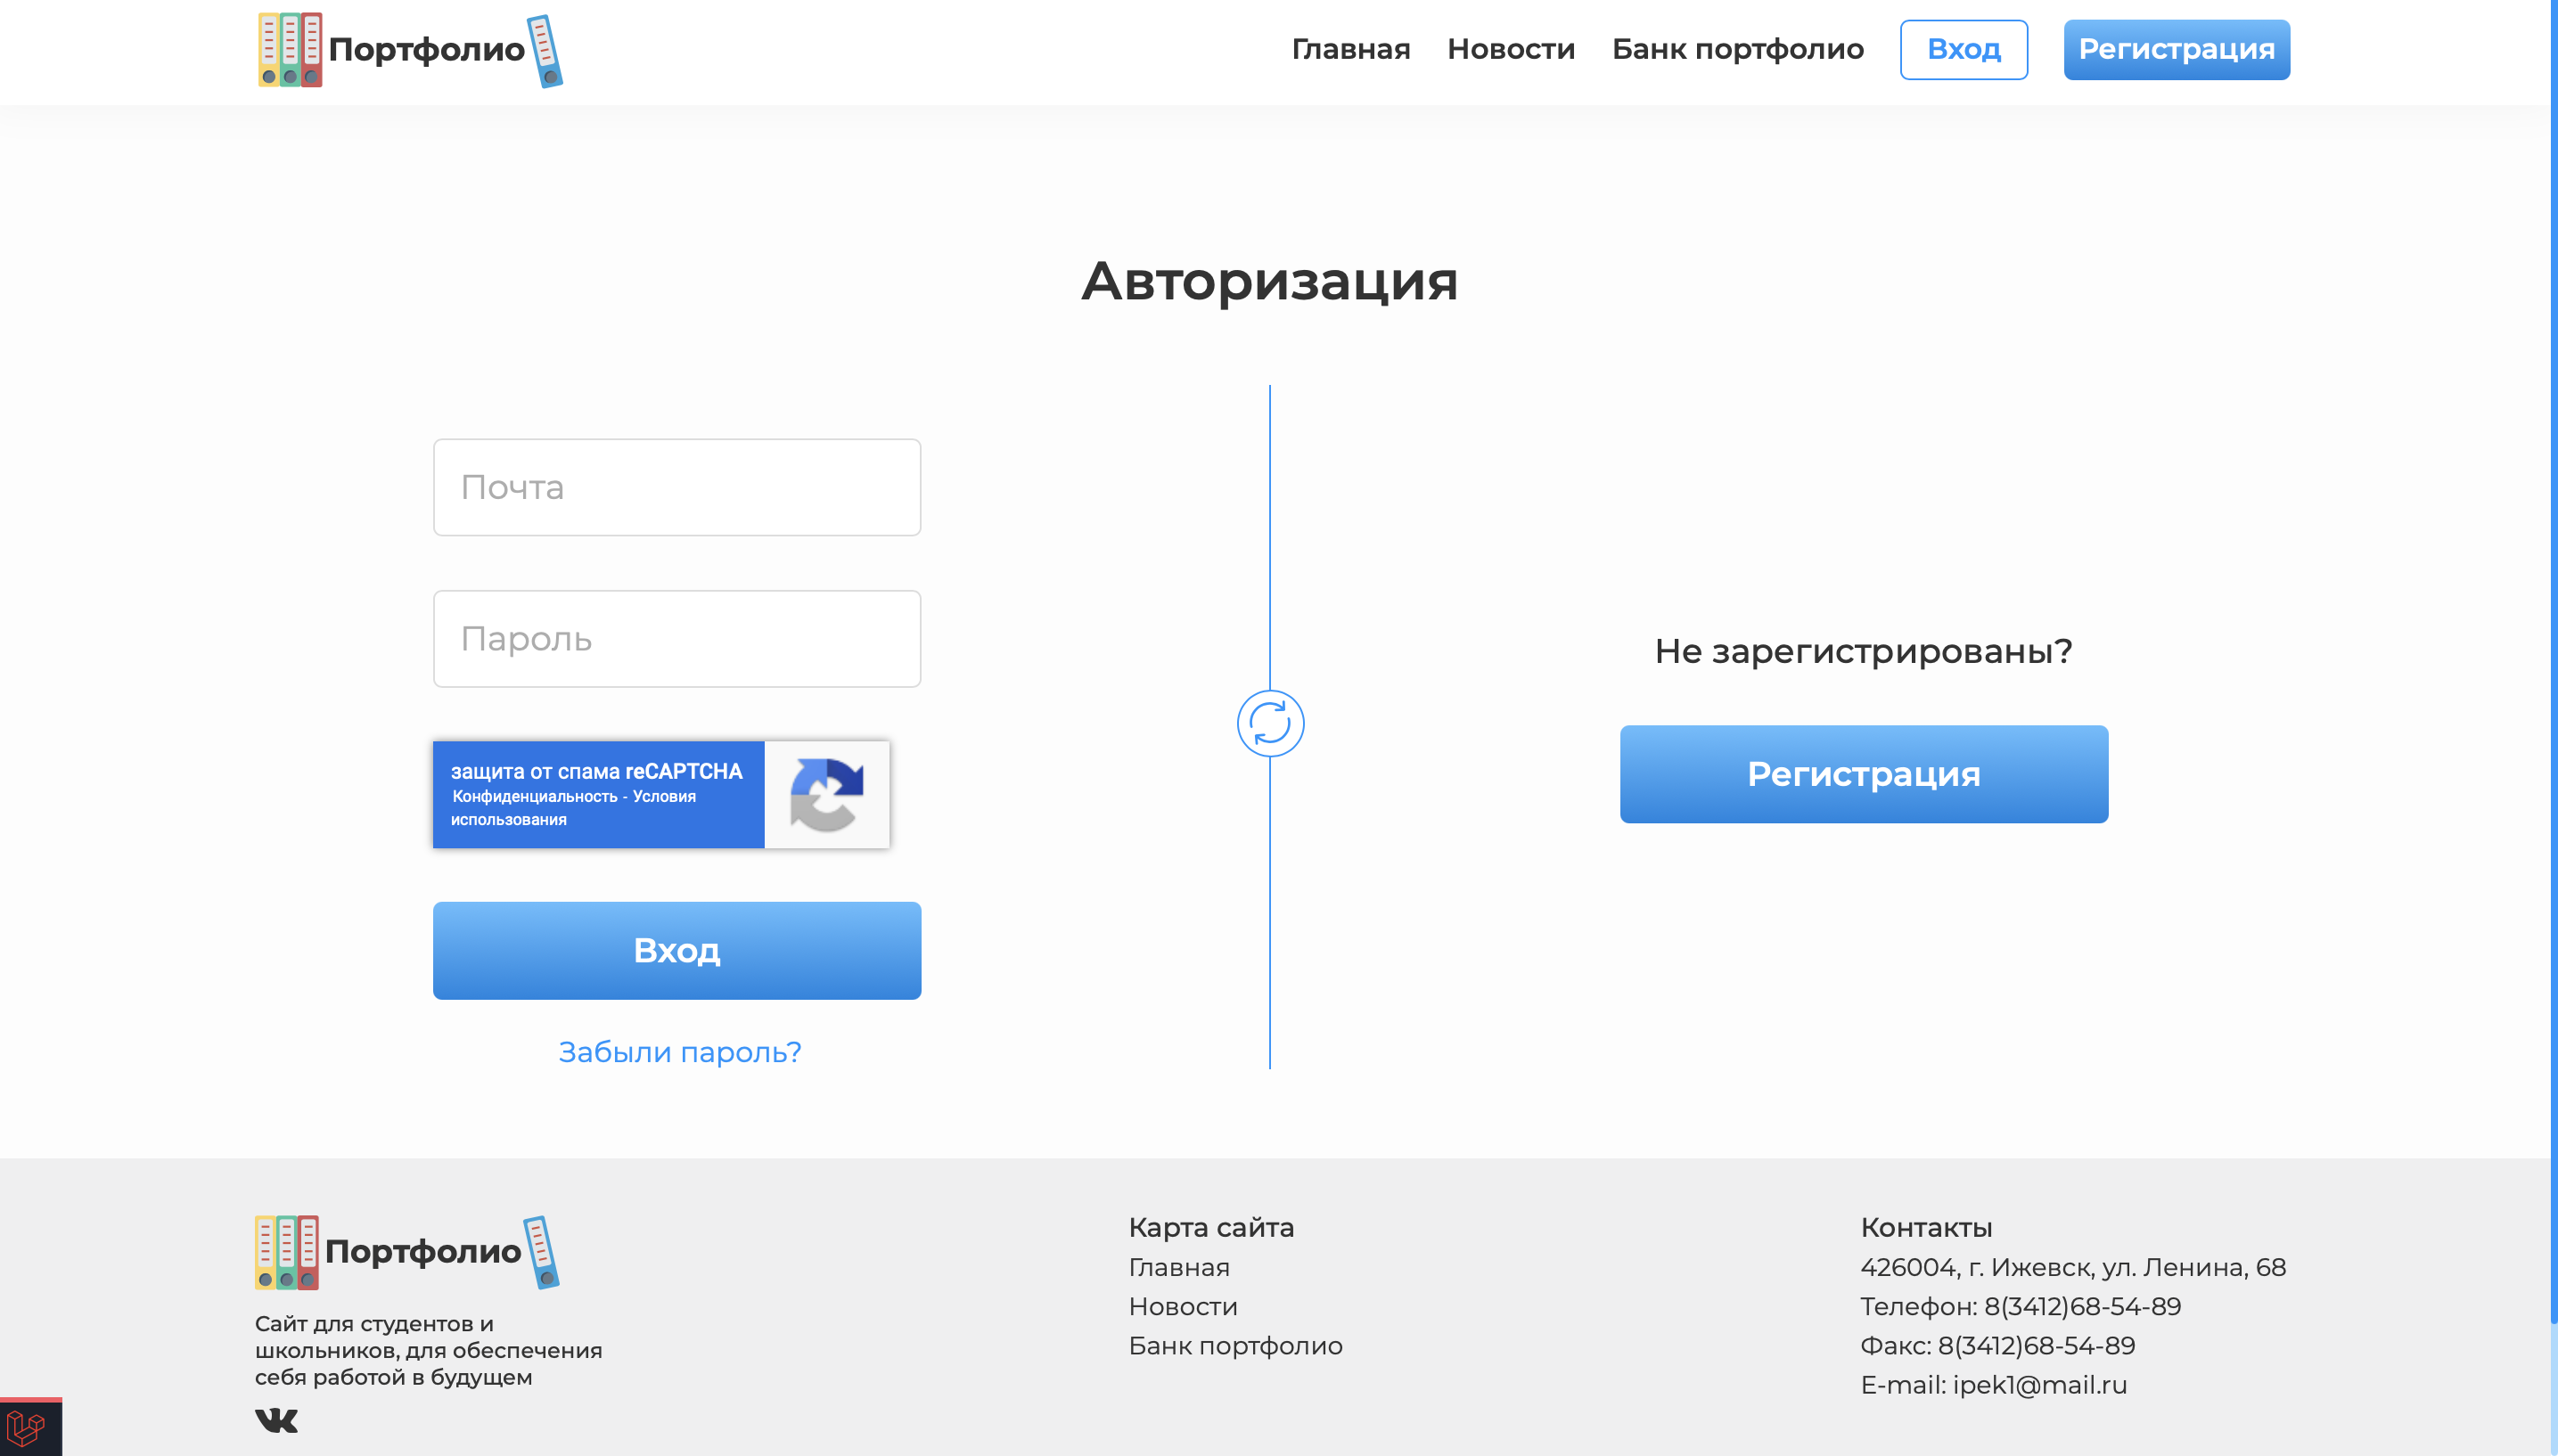 Портфолио
Главная
Новости
Банк портфолио
Вход
Регистрация
Авторизация
Почта
Пароль
защита от спама reCAPTCHA
Конфиденциальность - Условия
использования
Вход
Забыли пароль?
Не зарегистрированы?
Регистрация
Портфолио
Сайт для студентов и
школьников, для обеспечения
себя работой в будущем
Карта сайта
Главная
Новости
Банк портфолио
Контакты
426004, г. Ижевск, ул. Ленина, 68
Телефон: 8(3412)68-54-89
Факс: 8(3412)68-54-89
E-mail: ipek1@mail.ru